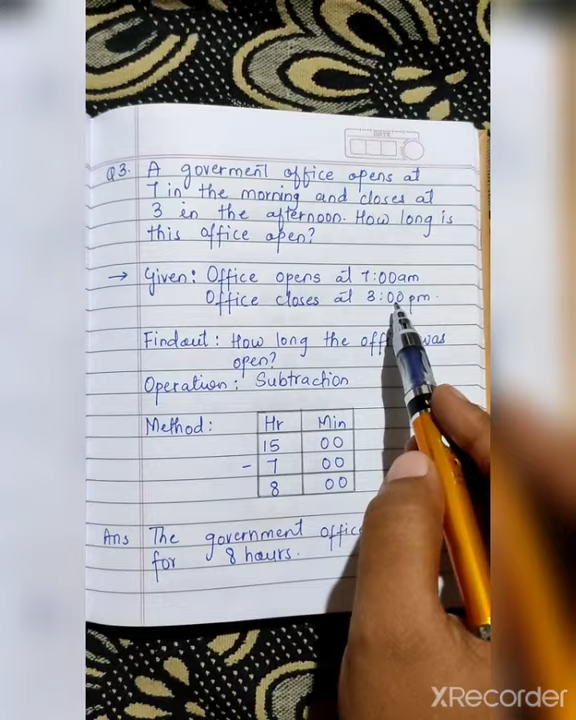 DATE
Q3. A goverment office opens at
7 in the morning and closes at
3 in the afternoon. How long is
this office open?
→ Given: Office opens at 7:00am
Office closes at 3:00pm.
Findout: How long the off was
open?
Operation: Subtraction
Method: Hr Min
15 00
- 7 00
8 00
Ans The government office
for 8 hours.
XRecorder